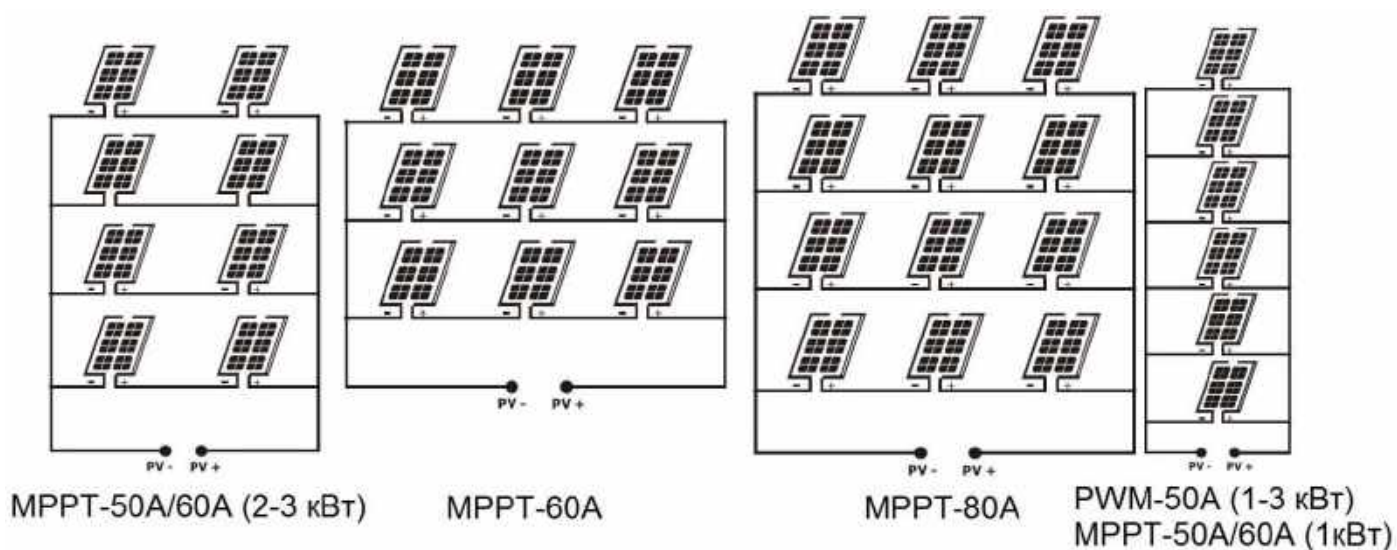 PV - PV +
MPPT-50A/60A (2-3 кВт)
PV - PV +
MPPT-60A
PV - PV +
MPPT-80A
PV - PV +
PWM-50A (1-3 кВт)
MPPT-50A/60A (1кВт)